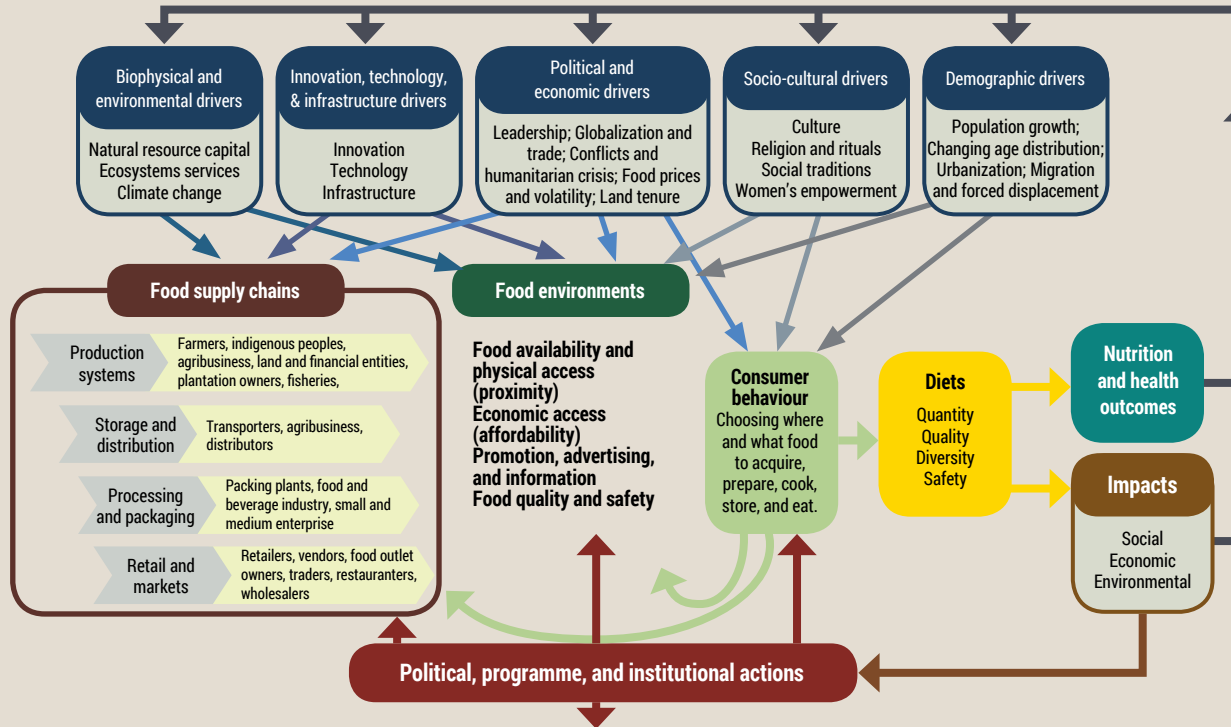 Biophysical and
environmental drivers
Natural resource capital
Ecosystems services
Climate change
Innovation, technology,
& infrastructure drivers
Innovation
Technology
Infrastructure
Political and
economic drivers
Leadership; Globalization and
trade; Conflicts and
humanitarian crisis; Food prices
and volatility; Land tenure
Socio-cultural drivers
Culture
Religion and rituals
Social traditions
Women’s empowerment
Demographic drivers
Population growth;
Changing age distribution;
Urbanization; Migration
and forced displacement
Food supply chains
Production
systems
Farmers, indigenous peoples,
agribusiness, land and financial entities,
plantation owners, fisheries,
Storage and
distribution
Transporters, agribusiness,
distributors
Processing
and packaging
Packing plants, food and
beverage industry, small and
medium enterprise
Retail and
markets
Retailers, vendors, food outlet
owners, traders, restauranters,
wholesalers
Food environments
Food availability and
physical access
(proximity)
Economic access
(affordability)
Promotion, advertising,
and information
Food quality and safety
Consumer
behaviour
Choosing where
and what food
to acquire,
prepare, cook,
store, and eat.
Diets
Quantity
Quality
Diversity
Safety
Nutrition
and health
outcomes
Impacts
Social
Economic
Environmental
Political, programme, and institutional actions